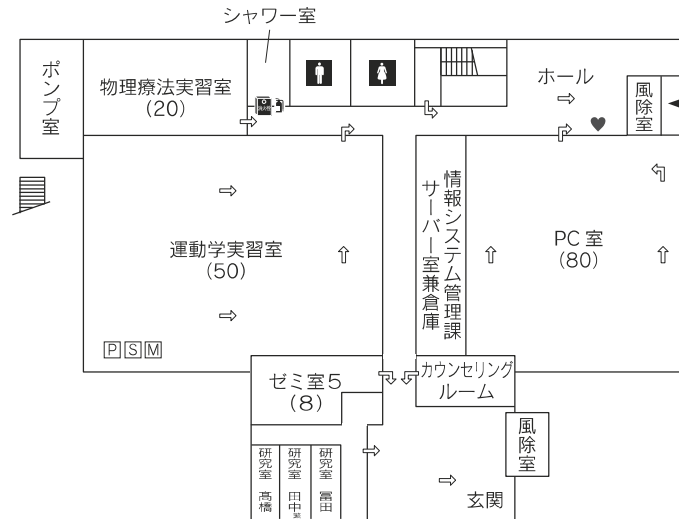 シャワー室
ポンプ室
物理療法実習室
(20)
ホール
風除室
運動学実習室
(50)
情報システム管理課
サーバー室兼倉庫
PC 室
(80)
P S M
ゼミ室5
(8)
カウンセリング
ルーム
風除室
研究室 髙橋
研究室 田中
研究室 冨田
玄関